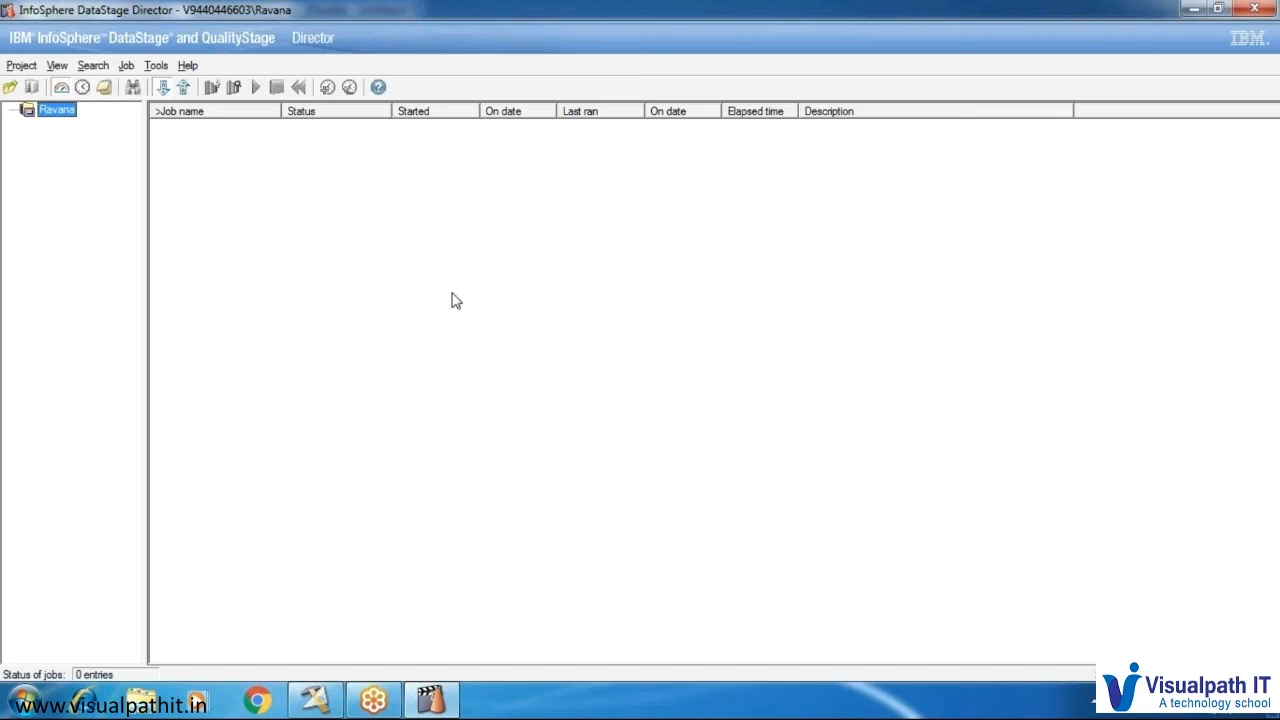 InfoSphere DataStage Director - V9440446603\Ravana
IBM® InfoSphere™ DataStage® and QualityStage Director
IBM.
Project View Search Job Tools Help
Ravana
>Job name Status Started On date Last ran On date Elapsed time Description
Status of jobs: 0 entries
www.visualpathit.in
Visualpath IT
A technology school